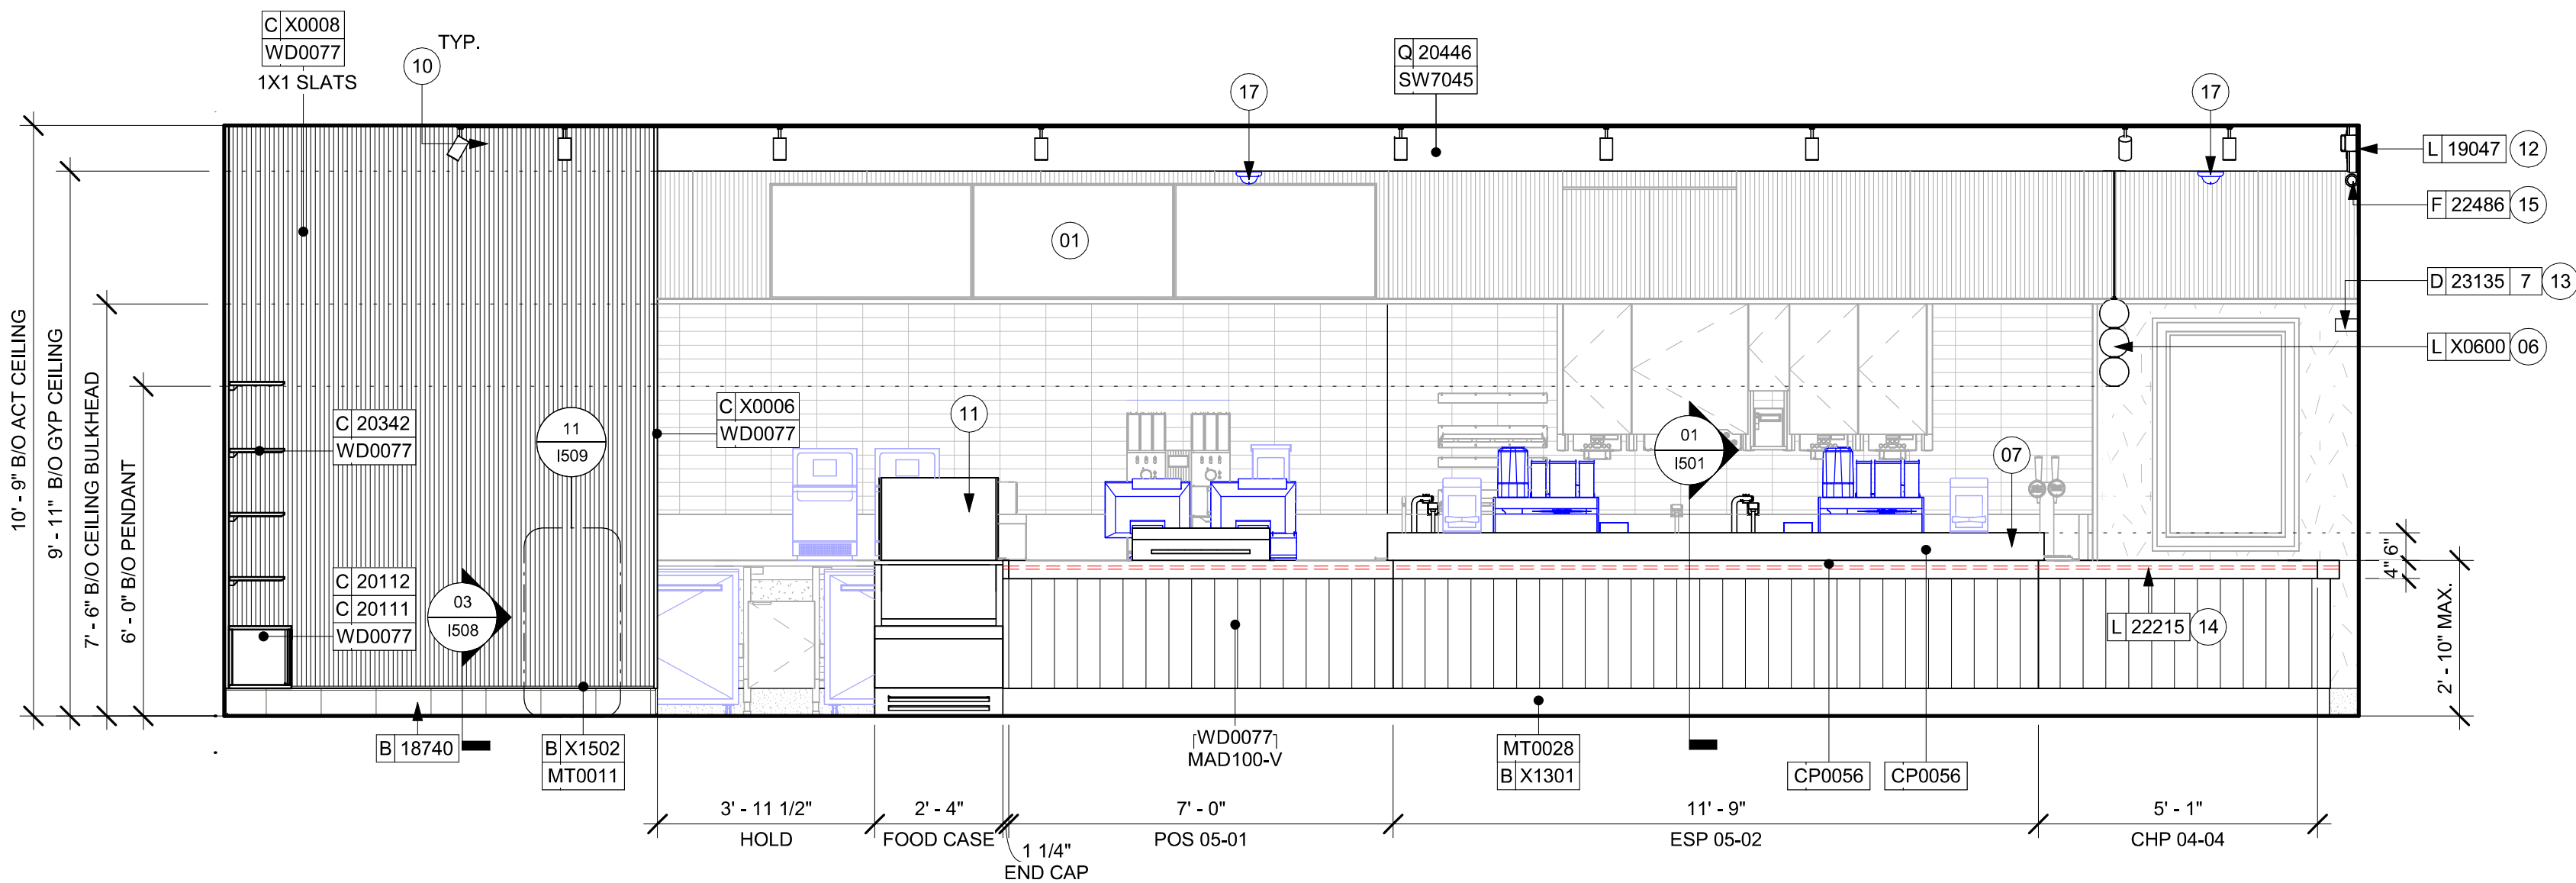 C X0008
WD0077
1X1 SLATS
10
TYP.
17
Q 20446
SW7045
17
L 19047 12
F 22486 15
D 23135 7 13
L X0600 06
01
10' - 9" B/O ACT CEILING
9' - 11" B/O GYP CEILING
7' - 6" B/O CEILING BULKHEAD
6' - 0" B/O PENDANT
C 20342
WD0077
11
I509
C X0006
WD0077
11
01
I501
07
C 20112
C 20111
WD0077
03
I508
L 22215 14
6"
4"
2' - 10" MAX.
B 18740
B X1502
MT0011
WD0077
MAD100-V
MT0028
B X1301
CP0056
CP0056
3' - 11 1/2"
HOLD
2' - 4"
FOOD CASE
1 1/4"
END CAP
7' - 0"
POS 05-01
11' - 9"
ESP 05-02
5' - 1"
CHP 04-04